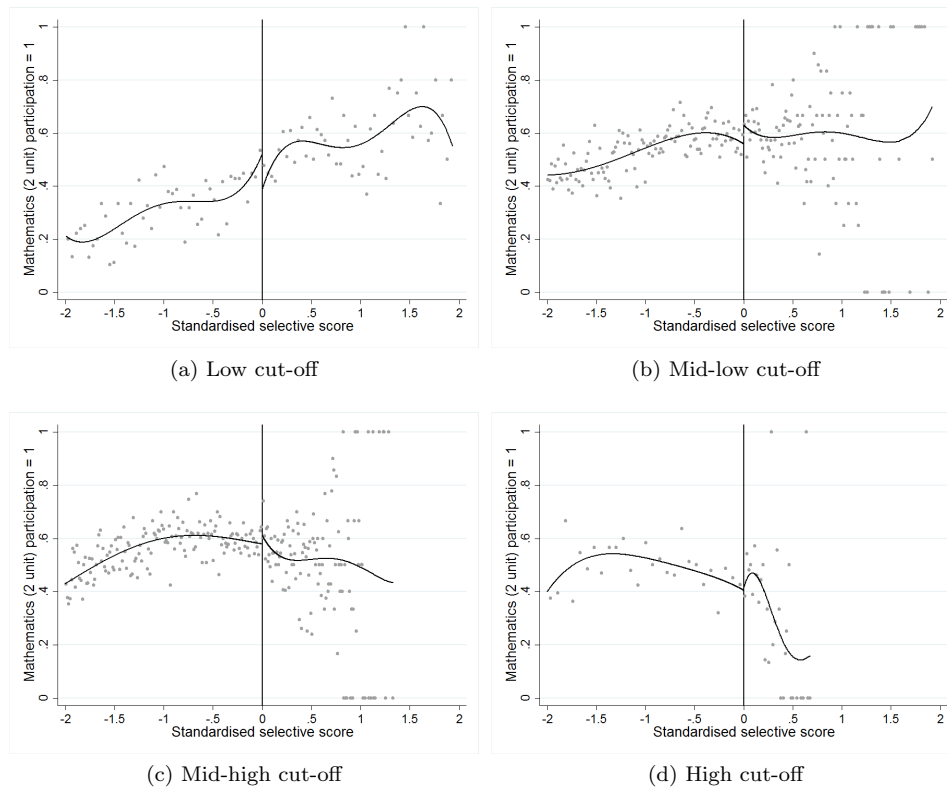 Mathematics (2 unit) participation = 1
1
.8
.6
.4
.2
0
-2 -1.5 -1 -.5 0 .5 1 1.5 2
Standardised selective score
(a) Low cut-off
Mathematics (2 unit) participation = 1
1
.8
.6
.4
.2
0
-2 -1.5 -1 -.5 0 .5 1 1.5 2
Standardised selective score
(b) Mid-low cut-off
Mathematics (2 unit) participation = 1
1
.8
.6
.4
.2
0
-2 -1.5 -1 -.5 0 .5 1 1.5 2
Standardised selective score
(c) Mid-high cut-off
Mathematics (2 unit) participation = 1
1
.8
.6
.4
.2
0
-2 -1.5 -1 -.5 0 .5 1 1.5 2
Standardised selective score
(d) High cut-off